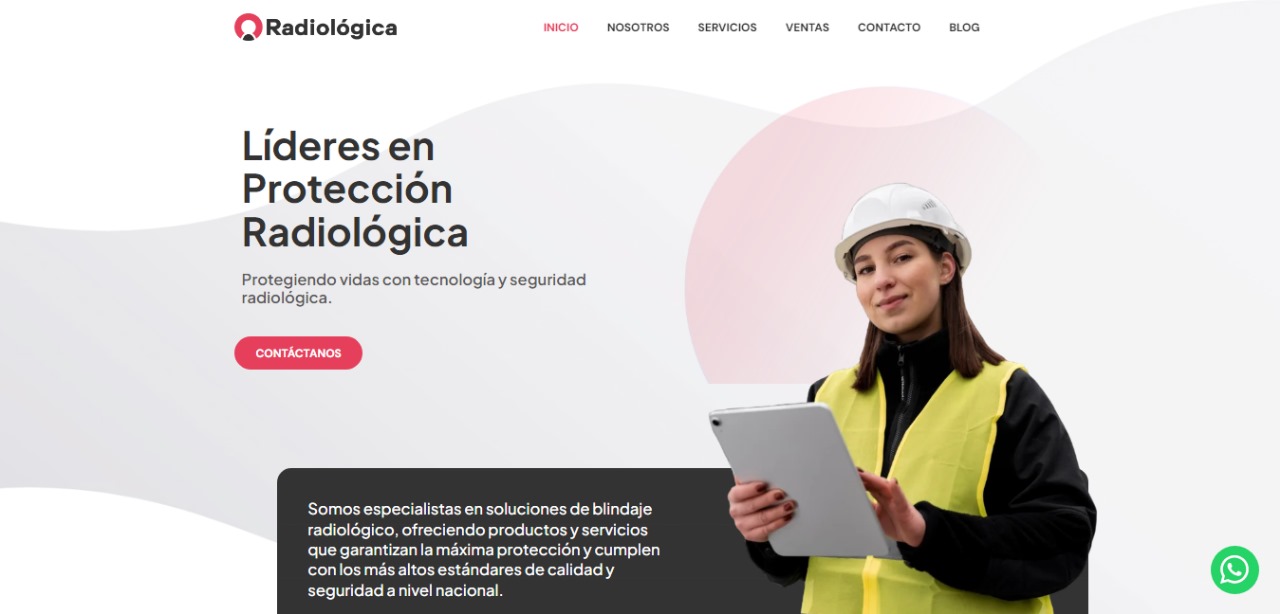 Radiológica
INICIO NOSOTROS SERVICIOS VENTAS CONTACTO BLOG
Líderes en
Protección
Radiológica
Protegiendo vidas con tecnología y seguridad
radiológica.
CONTÁCTANOS
Somos especialistas en soluciones de blindaje
radiológico, ofreciendo productos y servicios
que garantizan la máxima protección y cumplen
con los más altos estándares de calidad y
seguridad a nivel nacional.